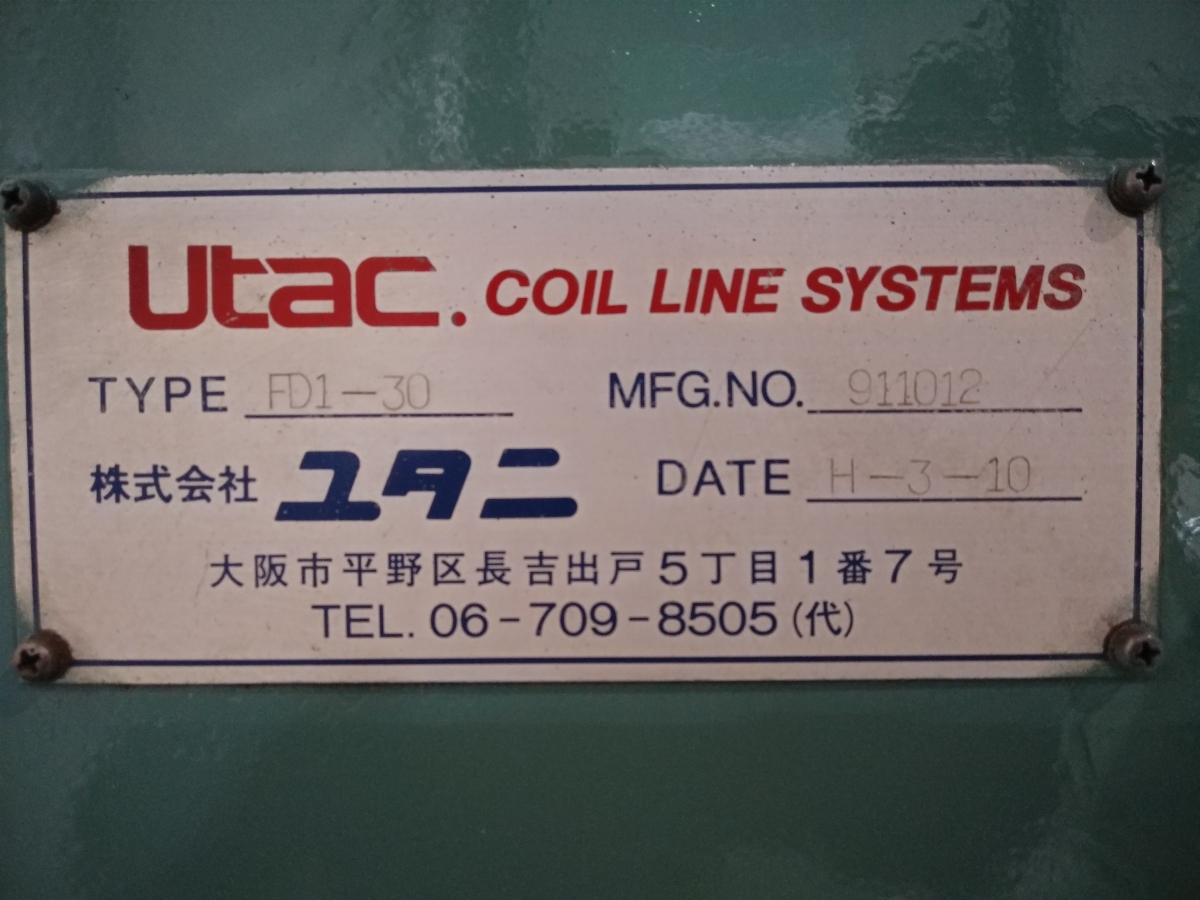 Utac. COIL LINE SYSTEMS
TYPE FD1-30 MFG.NO. 911012
株式会社 ユタニ DATE H-3-10
大阪市平野区長吉出戸5丁目1番7号
TEL. 06-709-8505 (代)